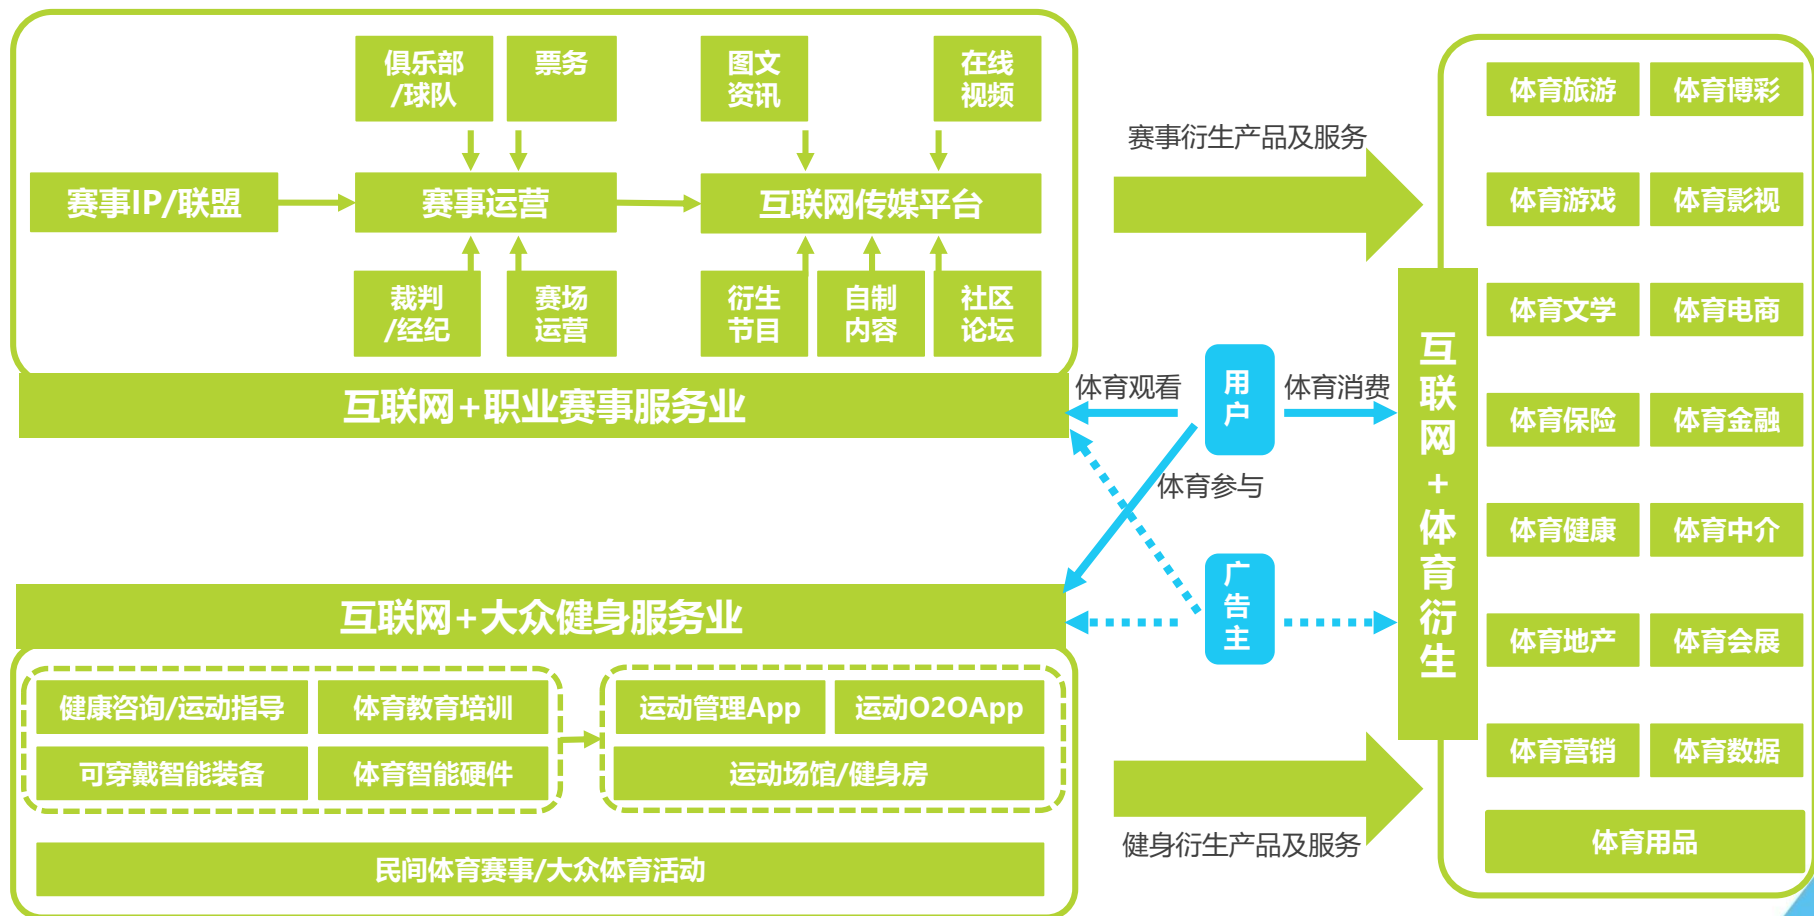 俱乐部
/球队
票务
图文
资讯
在线
视频
赛事IP/联盟
赛事运营
互联网传媒平台
裁判
/经纪
赛场
运营
衍生
节目
自制
内容
社区
论坛
互联网+职业赛事服务业
赛事衍生产品及服务
体育观看
用户
体育消费
体育参与
广告主
互联网+大众健身服务业
健康咨询/运动指导
体育教育培训
可穿戴智能装备
体育智能硬件
运动管理App
运动O2OApp
运动场馆/健身房
民间体育赛事/大众体育活动
健身衍生产品及服务
互联网+体育衍生
体育旅游
体育博彩
体育游戏
体育影视
体育文学
体育电商
体育保险
体育金融
体育健康
体育中介
体育地产
体育会展
体育营销
体育数据
体育用品